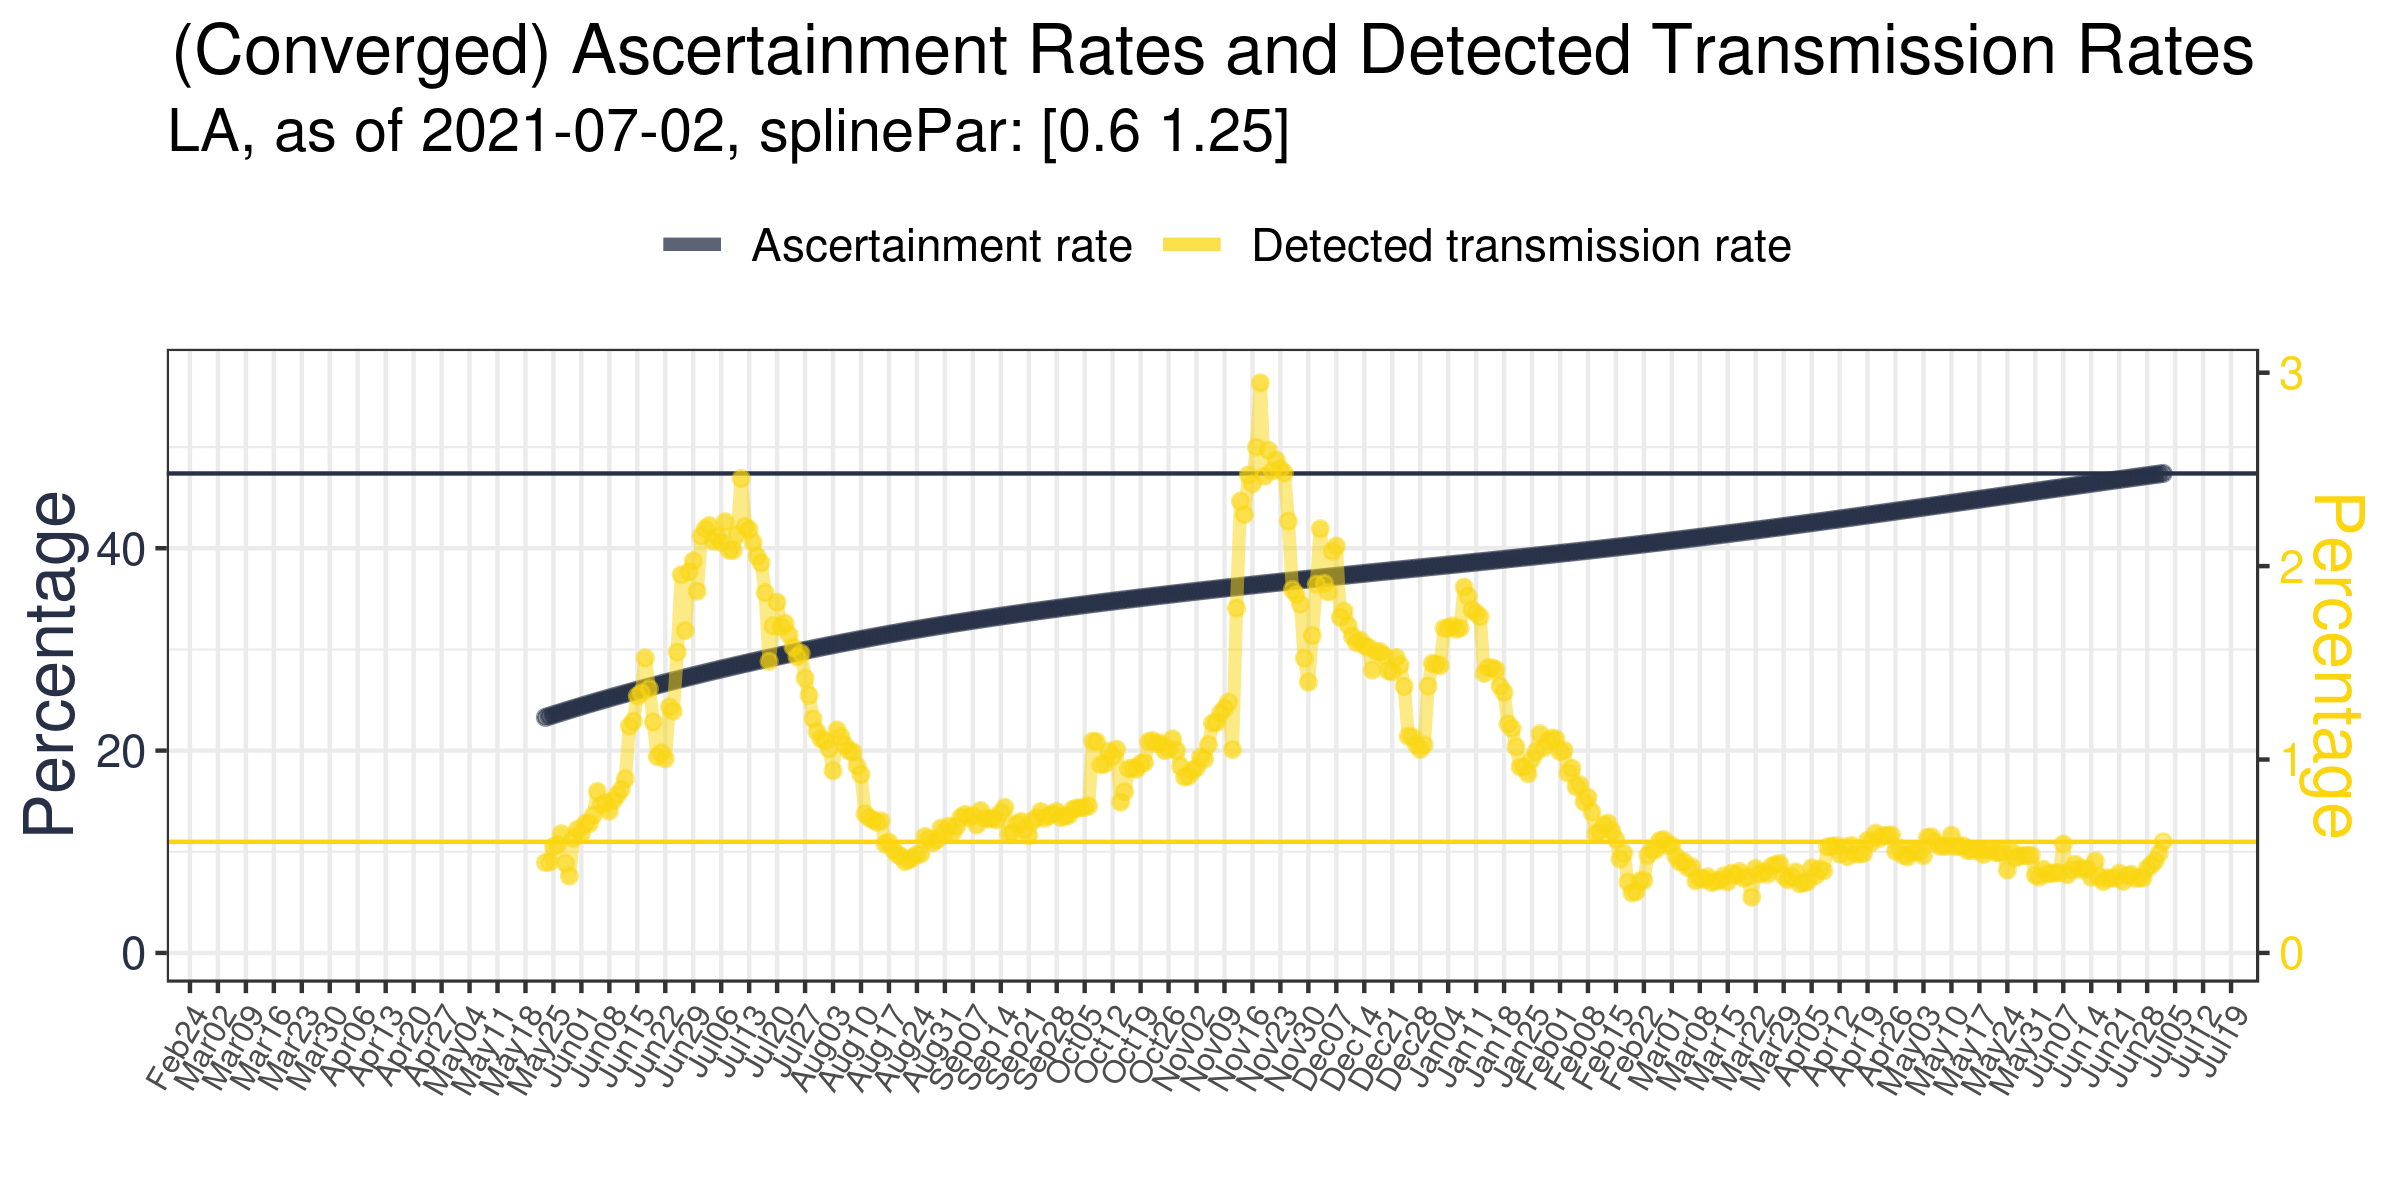 (Converged) Ascertainment Rates and Detected Transmission Rates
LA, as of 2021-07-02, splinePar: [0.6 1.25]
Ascertainment rate
Detected transmission rate
Percentage
40
20
0
3
2
1
0
Percentage
Feb24
Mar02
Mar09
Mar16
Mar23
Mar30
Apr06
Apr13
Apr20
Apr27
May04
May11
May18
May25
Jun01
Jun08
Jun15
Jun22
Jun29
Jul06
Jul13
Jul20
Jul27
Aug03
Aug10
Aug17
Aug24
Aug31
Sep07
Sep14
Sep21
Sep28
Oct05
Oct12
Oct19
Oct26
Nov02
Nov09
Nov16
Nov23
Nov30
Dec07
Dec14
Dec21
Dec28
Jan04
Jan11
Jan18
Jan25
Feb01
Feb08
Feb15
Feb22
Mar01
Mar08
Mar15
Mar22
Mar29
Apr05
Apr12
Apr19
Apr26
May03
May10
May17
May24
May31
Jun07
Jun14
Jun21
Jun28
Jul05
Jul12
Jul19